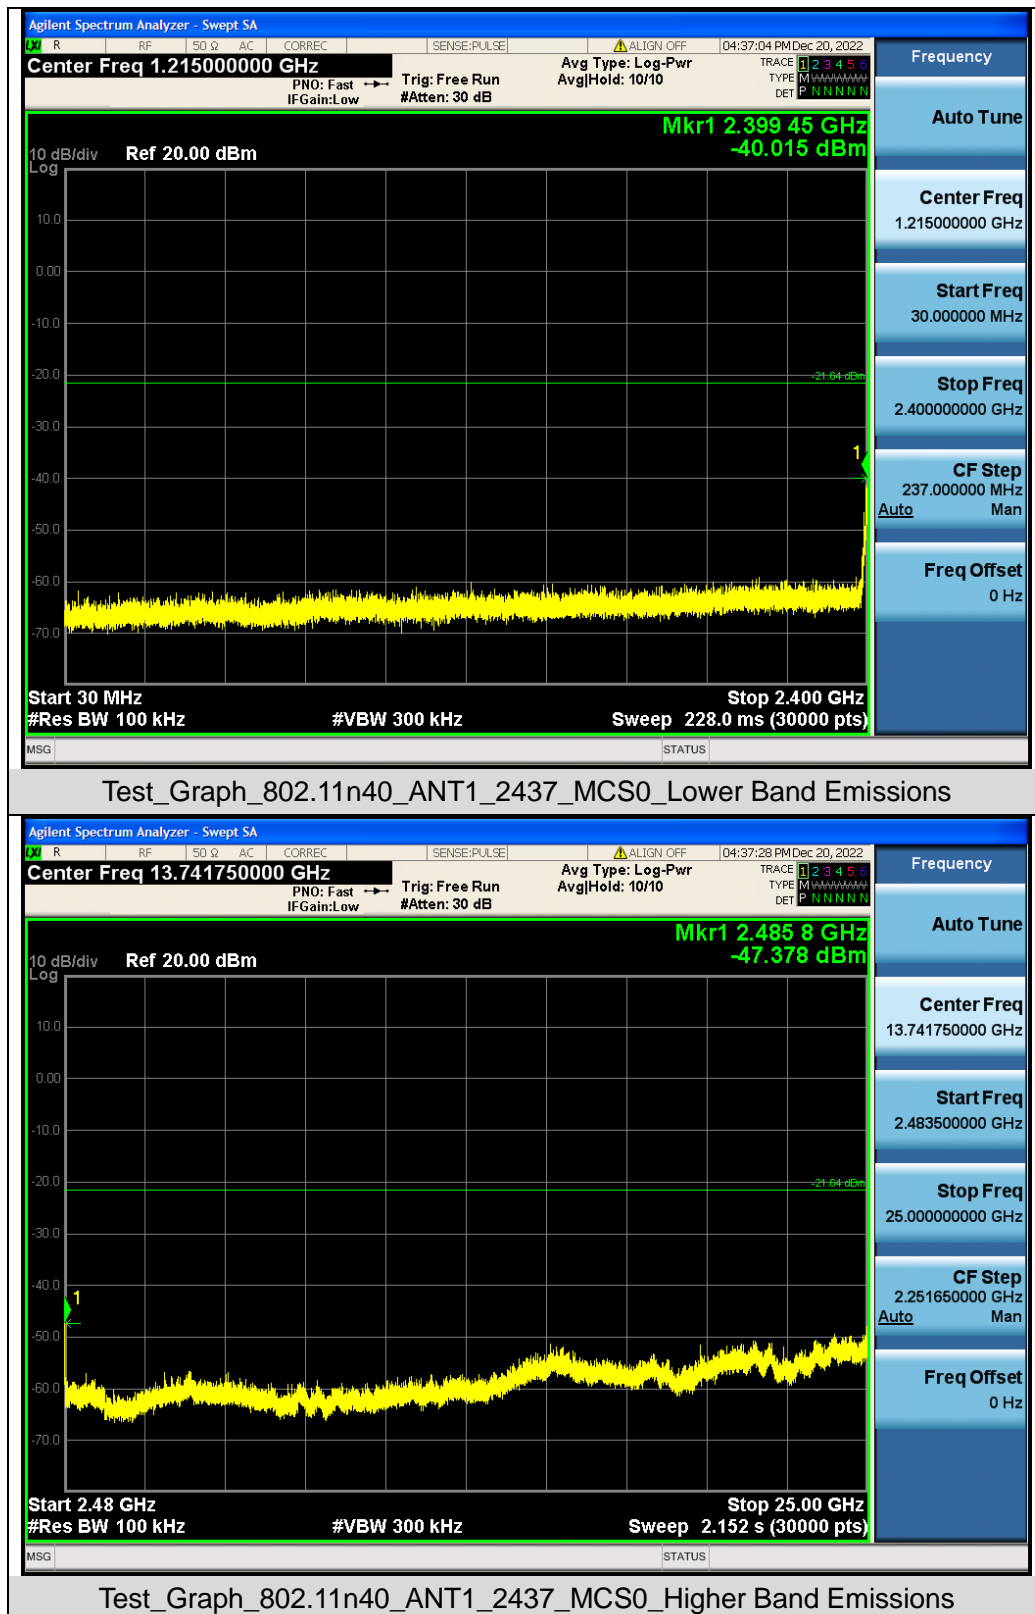 Agilent Spectrum Analyzer - Swept SA
LXI R RF 50 Ω AC CORREC SENSE:PULSE ALIGN OFF 04:37:04 PM Dec 20, 2022
Center Freq 1.215000000 GHz
PNO: Fast Trig: Free Run Avg Type: Log-Pwr TRACE 1 2 3 4 5 6
IFGain:Low #Atten: 30 dB Avg|Hold: 10/10 TYPE M WWWWW
DET P N N N N N
Mkr1 2.399 45 GHz
-40.015 dBm
10 dB/div Ref 20.00 dBm
Log
10.0
0.00
-10.0
-20.0
-21.64 dBm
-30.0
1
-40.0
-50.0
-60.0
-70.0
Start 30 MHz Stop 2.400 GHz
#Res BW 100 kHz #VBW 300 kHz Sweep 228.0 ms (30000 pts)
MSG STATUS
Frequency
Auto Tune
Center Freq
1.215000000 GHz
Start Freq
30.000000 MHz
Stop Freq
2.400000000 GHz
CF Step
237.000000 MHz
Auto Man
Freq Offset
0 Hz
Test_Graph_802.11n40_ANT1_2437_MCS0_Lower Band Emissions
Agilent Spectrum Analyzer - Swept SA
LXI R RF 50 Ω AC CORREC SENSE:PULSE ALIGN OFF 04:37:28 PM Dec 20, 2022
Center Freq 13.741750000 GHz
PNO: Fast Trig: Free Run Avg Type: Log-Pwr TRACE 1 2 3 4 5 6
IFGain:Low #Atten: 30 dB Avg|Hold: 10/10 TYPE M WWWWW
DET P N N N N N
Mkr1 2.485 8 GHz
-47.378 dBm
10 dB/div Ref 20.00 dBm
Log
10.0
0.00
-10.0
-20.0
-21.64 dBm
-30.0
-40.0
1
-50.0
-60.0
-70.0
Start 2.48 GHz Stop 25.00 GHz
#Res BW 100 kHz #VBW 300 kHz Sweep 2.152 s (30000 pts)
MSG STATUS
Frequency
Auto Tune
Center Freq
13.741750000 GHz
Start Freq
2.483500000 GHz
Stop Freq
25.000000000 GHz
CF Step
2.251650000 GHz
Auto Man
Freq Offset
0 Hz
Test_Graph_802.11n40_ANT1_2437_MCS0_Higher Band Emissions